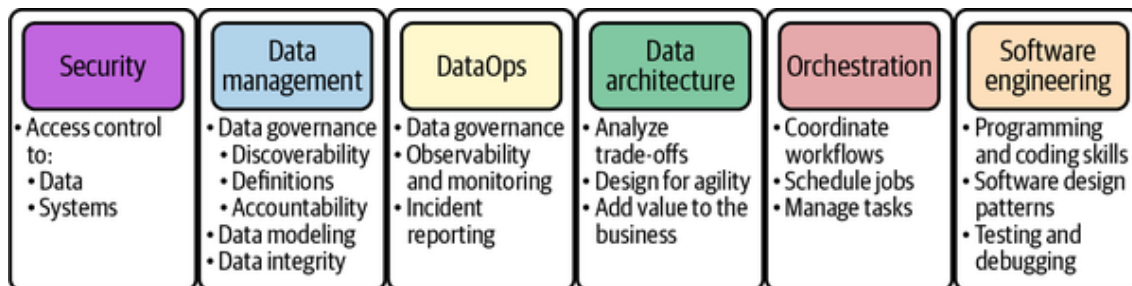 Security
• Access control
to:
• Data
• Systems
Data
management
• Data governance
• Discoverability
• Definitions
• Accountability
• Data modeling
• Data integrity
DataOps
• Data governance
• Observability
and monitoring
• Incident
reporting
Data
architecture
• Analyze
trade-offs
• Design for agility
• Add value to the
business
Orchestration
• Coordinate
workflows
• Schedule jobs
• Manage tasks
Software
engineering
• Programming
and coding skills
• Software design
patterns
• Testing and
debugging